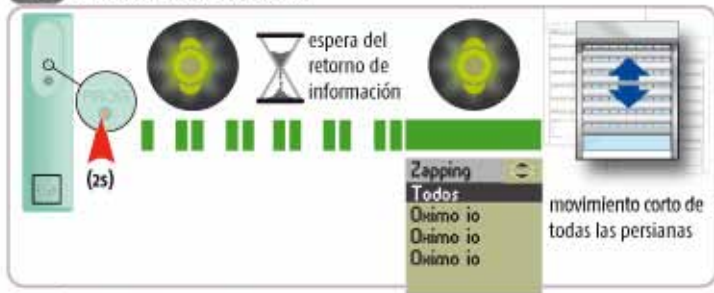 espera del
retorno de
información
PROG
(2s)
Zapping
Todos
Oximo io
Oximo io
Oximo io
movimiento corto de
todas las persianas